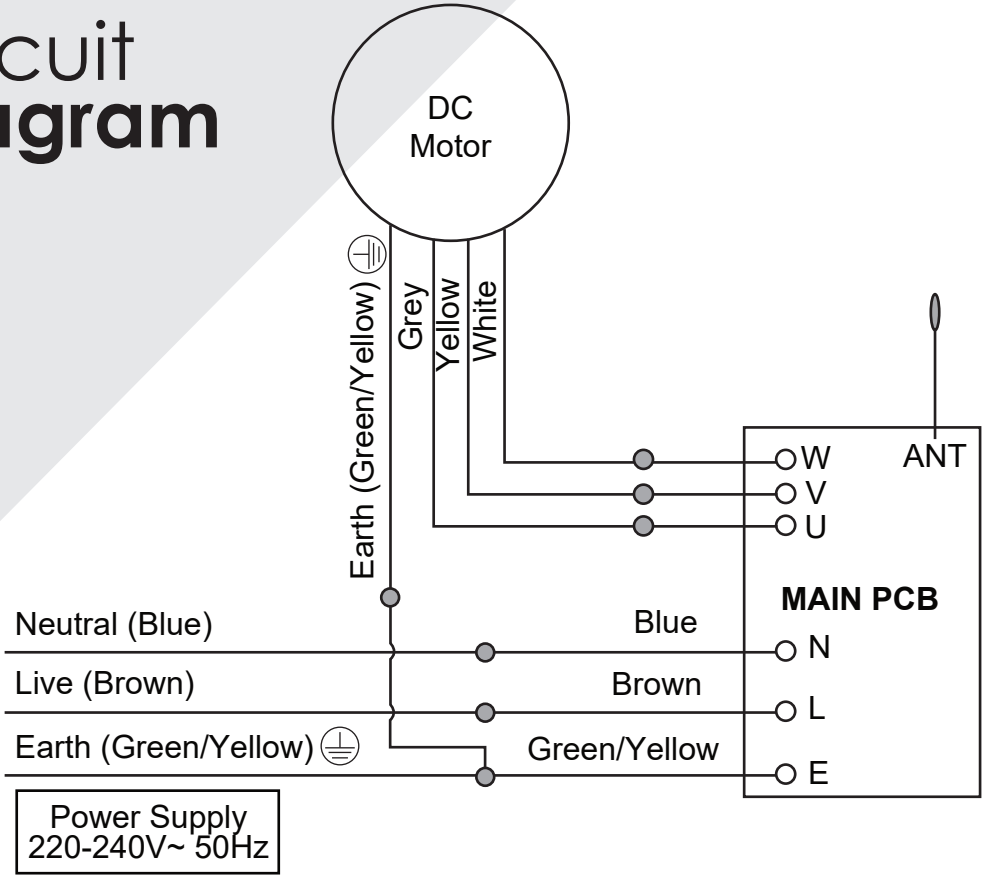 cuit
agram
DC
Motor
Earth (Green/Yellow)
Grey
Yellow
White
W
ANT
V
U
MAIN PCB
Neutral (Blue)
Blue
N
Live (Brown)
Brown
L
Earth (Green/Yellow)
Green/Yellow
E
Power Supply
220-240V~ 50Hz